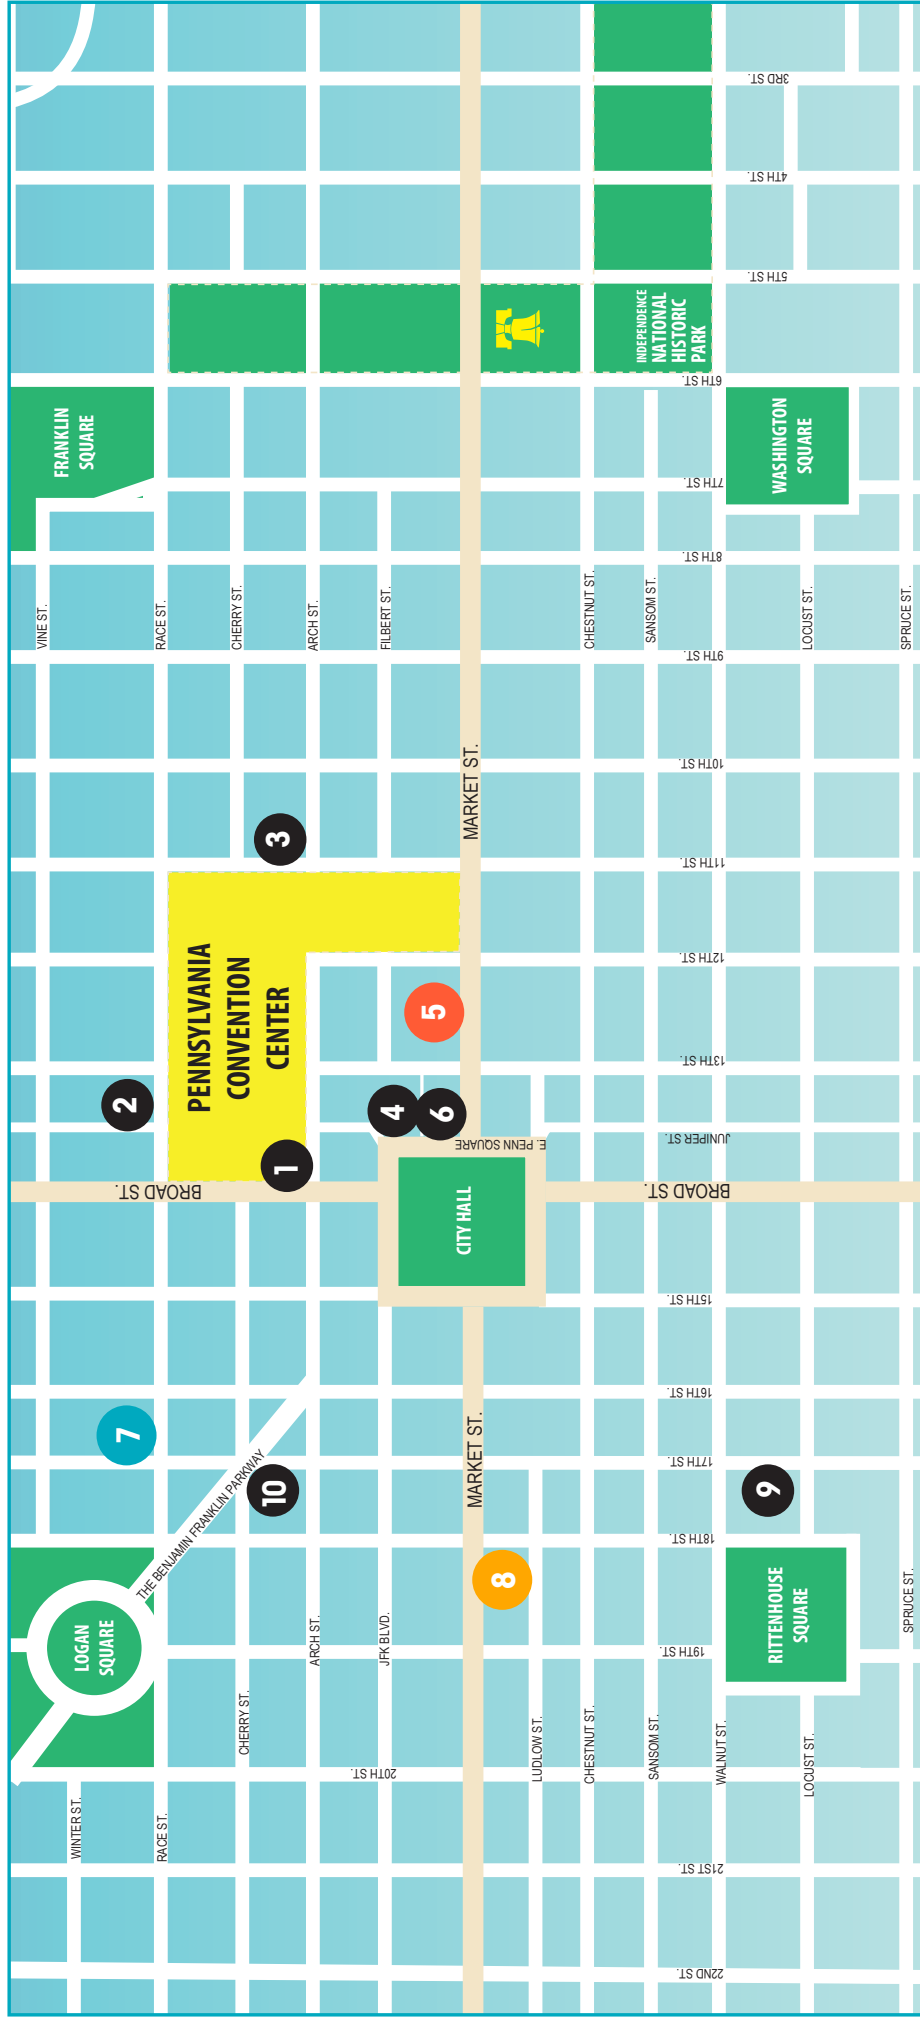 3RD ST.
4TH ST.
5TH ST.
INDEPENDENCE
NATIONAL
HISTORIC
PARK
6TH ST.
FRANKLIN
SQUARE
WASHINGTON
SQUARE
7TH ST.
8TH ST.
VINE ST.
RACE ST.
CHERRY ST.
ARCH ST.
FILBERT ST.
CHESTNUT ST.
SANSOM ST.
LOCUST ST.
SPRUCE ST.
9TH ST.
10TH ST.
MARKET ST.
3
11TH ST.
PENNSYLVANIA
CONVENTION
CENTER
12TH ST.
5
13TH ST.
2
4
6
1
E. PENN SQUARE
JUNIPER ST.
BROAD ST.
BROAD ST.
CITY HALL
15TH ST.
16TH ST.
7
THE BENJAMIN FRANKLIN PARKWAY
MARKET ST.
17TH ST.
10
9
18TH ST.
8
LOGAN
SQUARE
RITTENHOUSE
SQUARE
ARCH ST.
JFK BLVD.
19TH ST.
SPRUCE ST.
CHERRY ST.
LUDLOW ST.
CHESTNUT ST.
SANSOM ST.
WALNUT ST.
LOCUST ST.
20TH ST.
WINTER ST.
RACE ST.
21ST ST.
22ND ST.